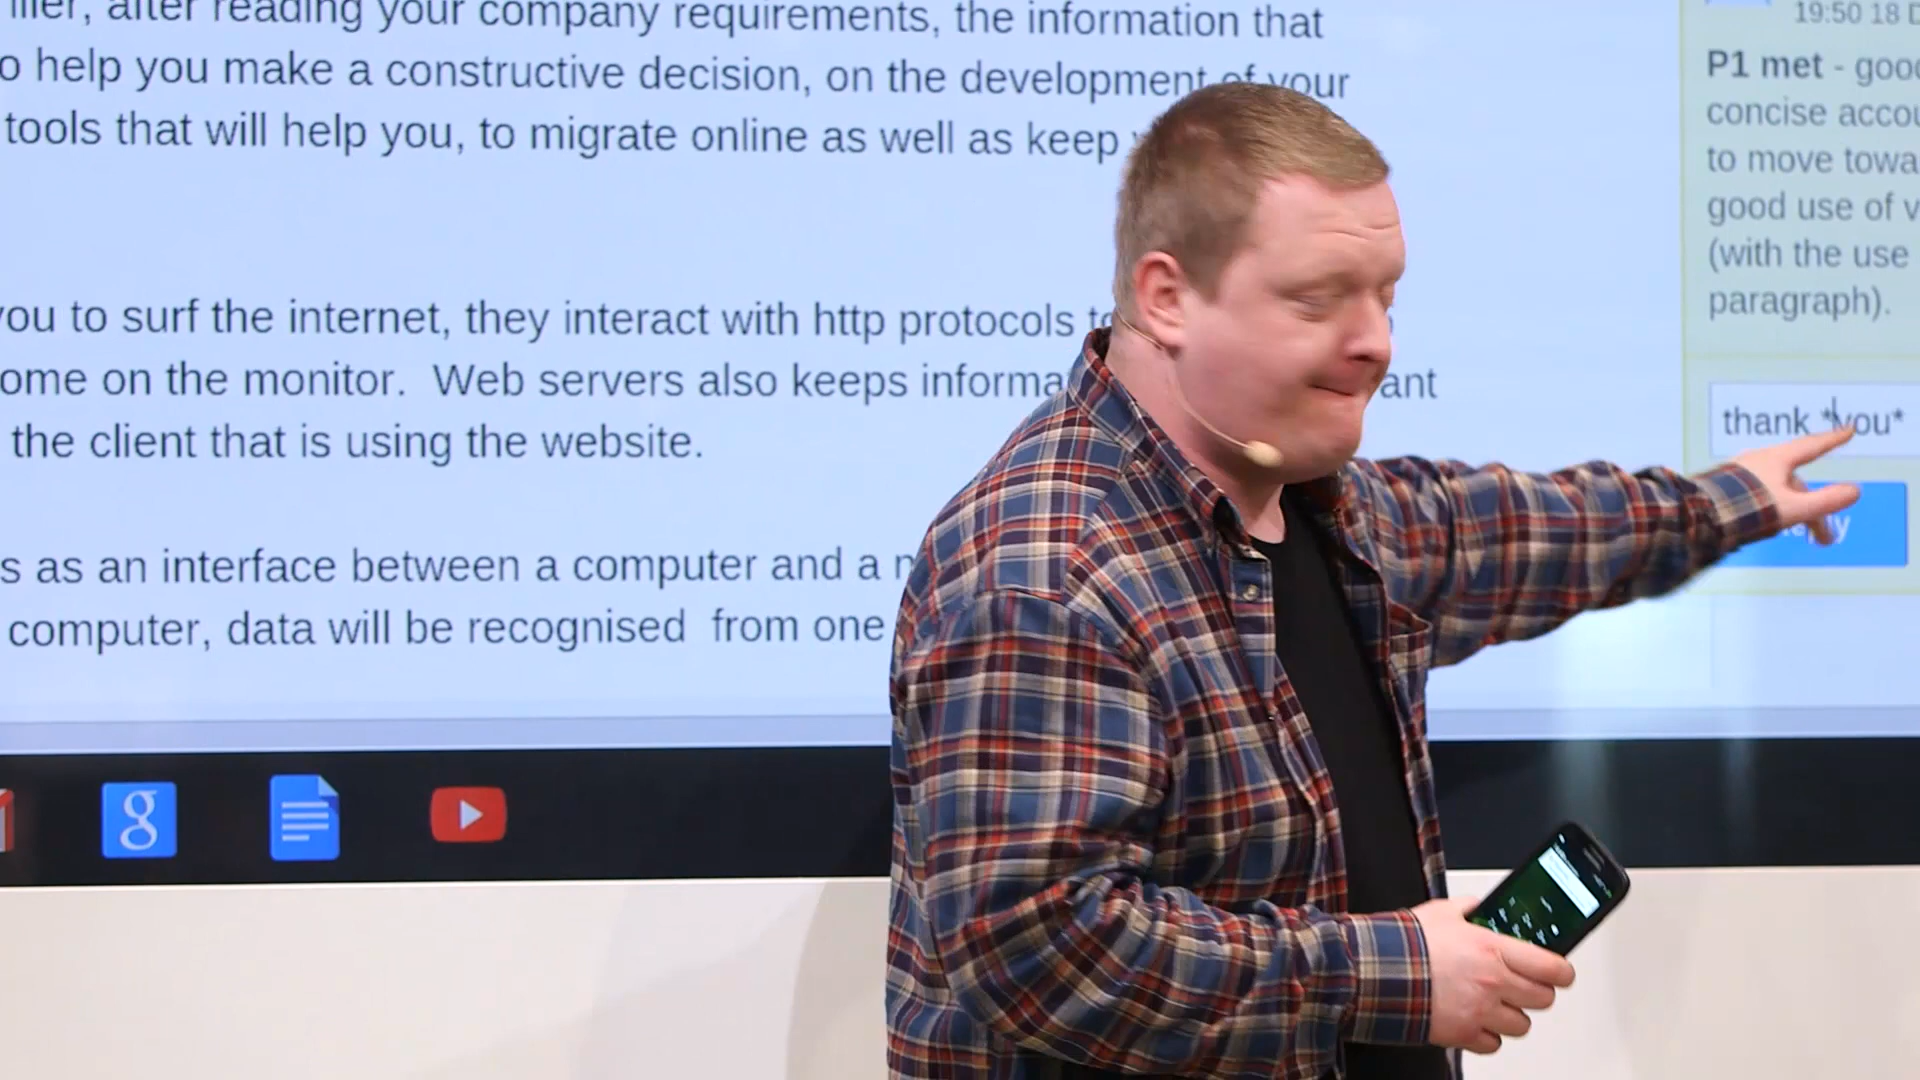 after reading your company requirements, the information that
o help you make a constructive decision, on the development of your
tools that will help you, to migrate online as well as keep
you to surf the internet, they interact with http protocols
ome on the monitor. Web servers also keeps informa ant
the client that is using the website.
s as an interface between a computer and a
computer, data will be recognised from one
g
19:50 18 D
P1 met - good
concise accou
to move towa
good use of v
(with the use
paragraph).
thank *you*